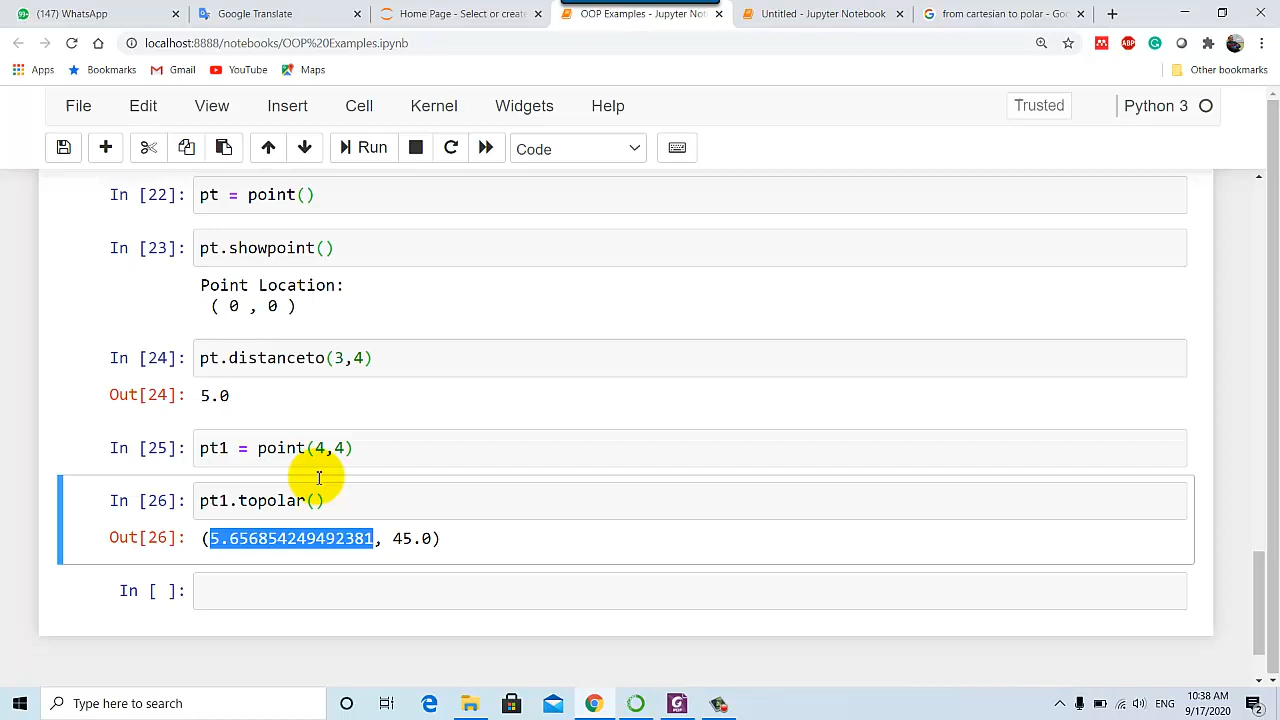 (147) WhatsApp
Google Translate
Home Page - Select or create
OOP Examples - Jupyter Notebook
Untitled - Jupyter Notebook
from cartesian to polar - Goo
localhost:8888/notebooks/OOP%20Examples.ipynb
Apps Bookmarks Gmail YouTube Maps Other bookmarks
File Edit View Insert Cell Kernel Widgets Help Trusted Python 3
Run Code
In [22]: pt = point()
In [23]: pt.showpoint()
Point Location:
( 0 , 0 )
In [24]: pt.distanceto(3,4)
Out[24]: 5.0
In [25]: pt1 = point(4,4)
In [26]: pt1.topolar()
Out[26]: (5.656854249492381, 45.0)
In [ ]:
Type here to search
ENG
10:38 AM
9/17/2020
2